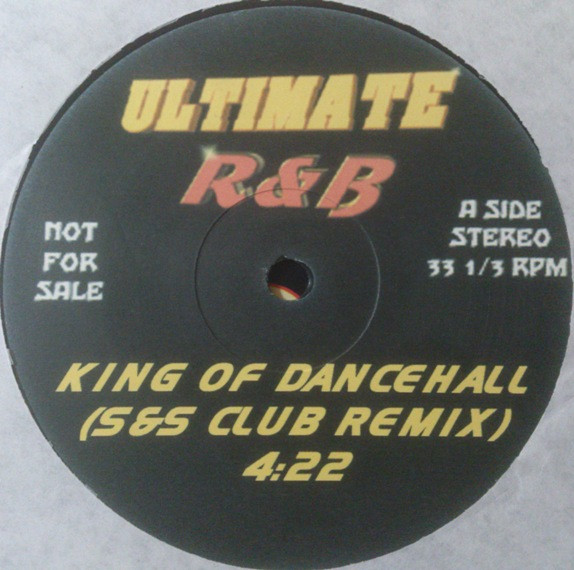 ULTIMATE
R&B
NOT
FOR
SALE
A SIDE
STEREO
33 1/3 RPM
KING OF DANCEHALL
(S&S CLUB REMIX)
4:22